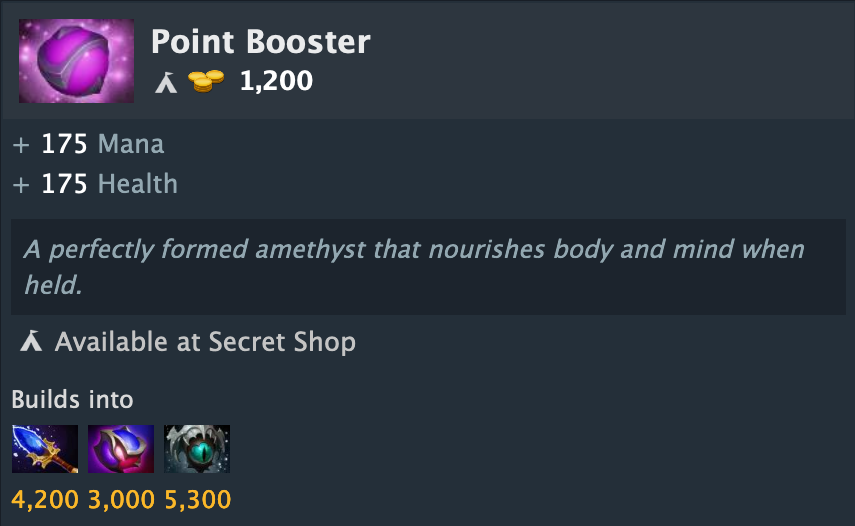 Point Booster
1,200
+ 175 Mana
+ 175 Health
A perfectly formed amethyst that nourishes body and mind when
held.
Available at Secret Shop
Builds into
4,200 3,000 5,300